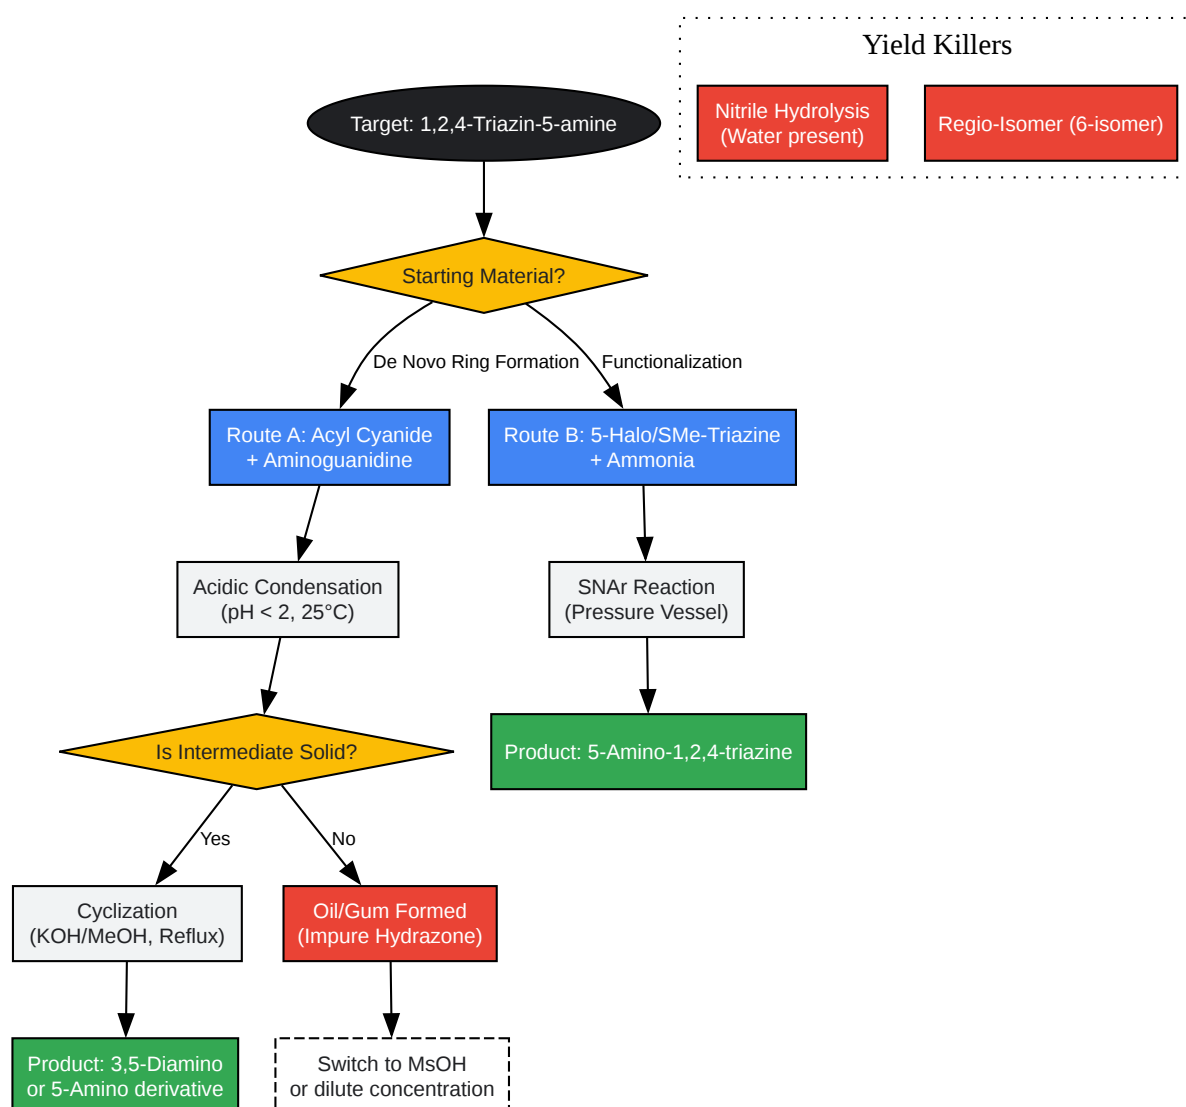 Yield Killers
Nitrile Hydrolysis
(Water present)
Regio-Isomer (6-isomer)
Target: 1,2,4-Triazin-5-amine
Starting Material?
De Novo Ring Formation
Functionalization
Route A: Acyl Cyanide
+ Aminoguanidine
Route B: 5-Halo/SMe-Triazine
+ Ammonia
Acidic Condensation
(pH < 2, 25°C)
SNAr Reaction
(Pressure Vessel)
Is Intermediate Solid?
Product: 5-Amino-1,2,4-triazine
Yes
No
Cyclization
(KOH/MeOH, Reflux)
Oil/Gum Formed
(Impure Hydrazone)
Product: 3,5-Diamino
or 5-Amino derivative
Switch to MsOH
or dilute concentration